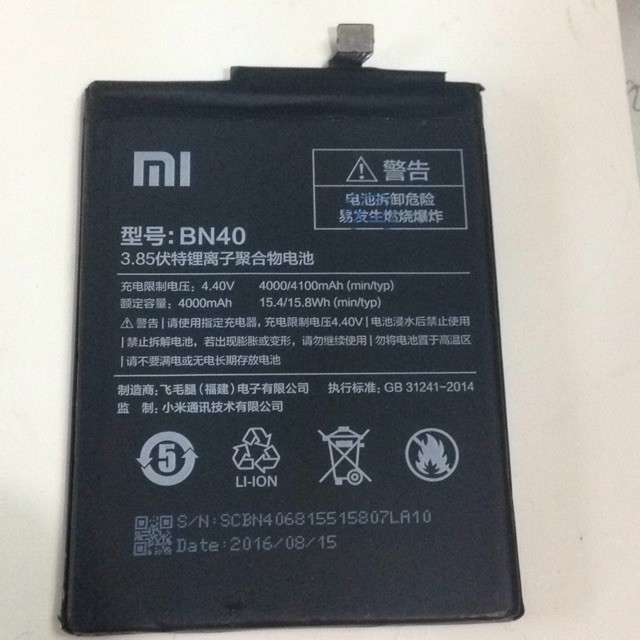 MI
警告
电池拆卸危险
易发生燃烧爆炸
型号: BN40
3.85伏特锂离子聚合物电池
充电限制电压: 4.40V 4000/4100mAh (min/typ)
额定容量: 4000mAh 15.4/15.8Wh (min/typ)
警告 | 请使用指定充电器, 充电限制电压4.40V | 电池浸水后禁止使用
| 禁止拆解电池, 若出现膨胀或变形, 请勿继续使用 | 勿将电池置于高温区
| 请不要满电或无电长期存放电池
制造商: 飞毛腿 (福建) 电子有限公司 执行标准: GB 31241-2014
监 制: 小米通讯技术有限公司
5
LI-ION
S/N: SCBN406815515807LA10
Date: 2016/08/15